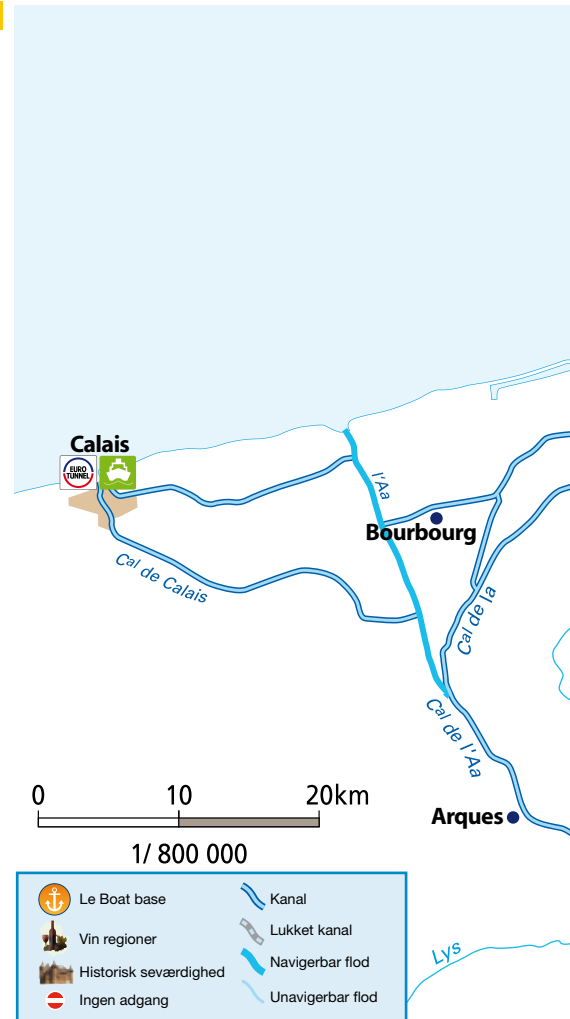 Calais
EURO
TUNNEL
l'Aa
Bourbourg
Cal de Calais
Cal de la
Cal de l'Aa
0 10 20km
1/ 800 000
Arques
Le Boat base
Vin regioner
Historisk seværdighed
Ingen adgang
Kanal
Lukket kanal
Navigerbar flod
Unavigerbar flod
Lys